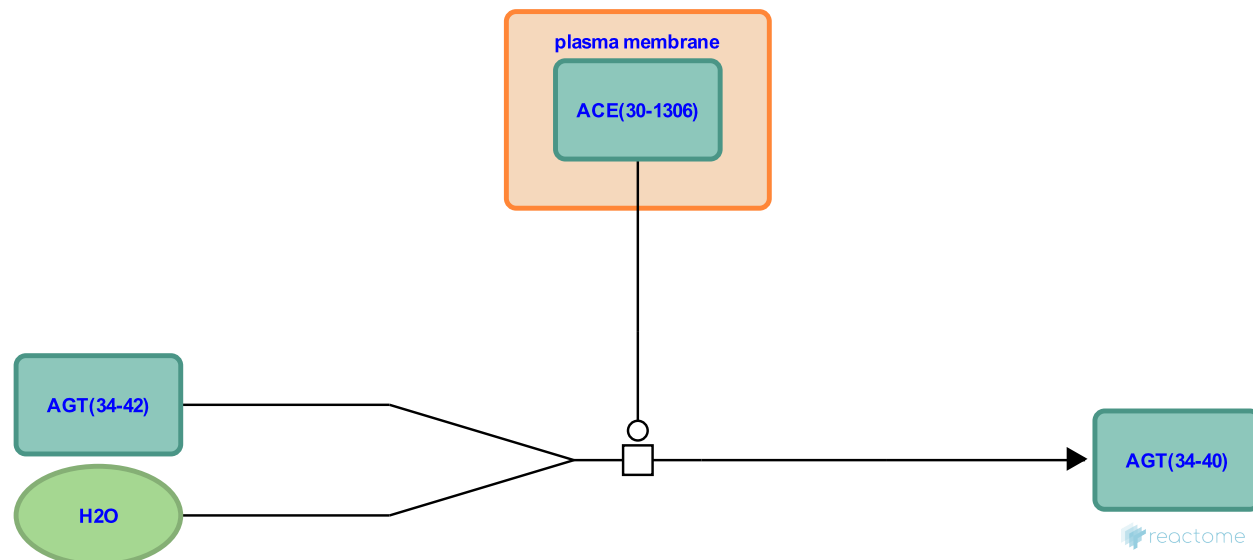 plasma membrane
ACE(30-1306)
AGT(34-42)
AGT(34-40)
H2O
reactome